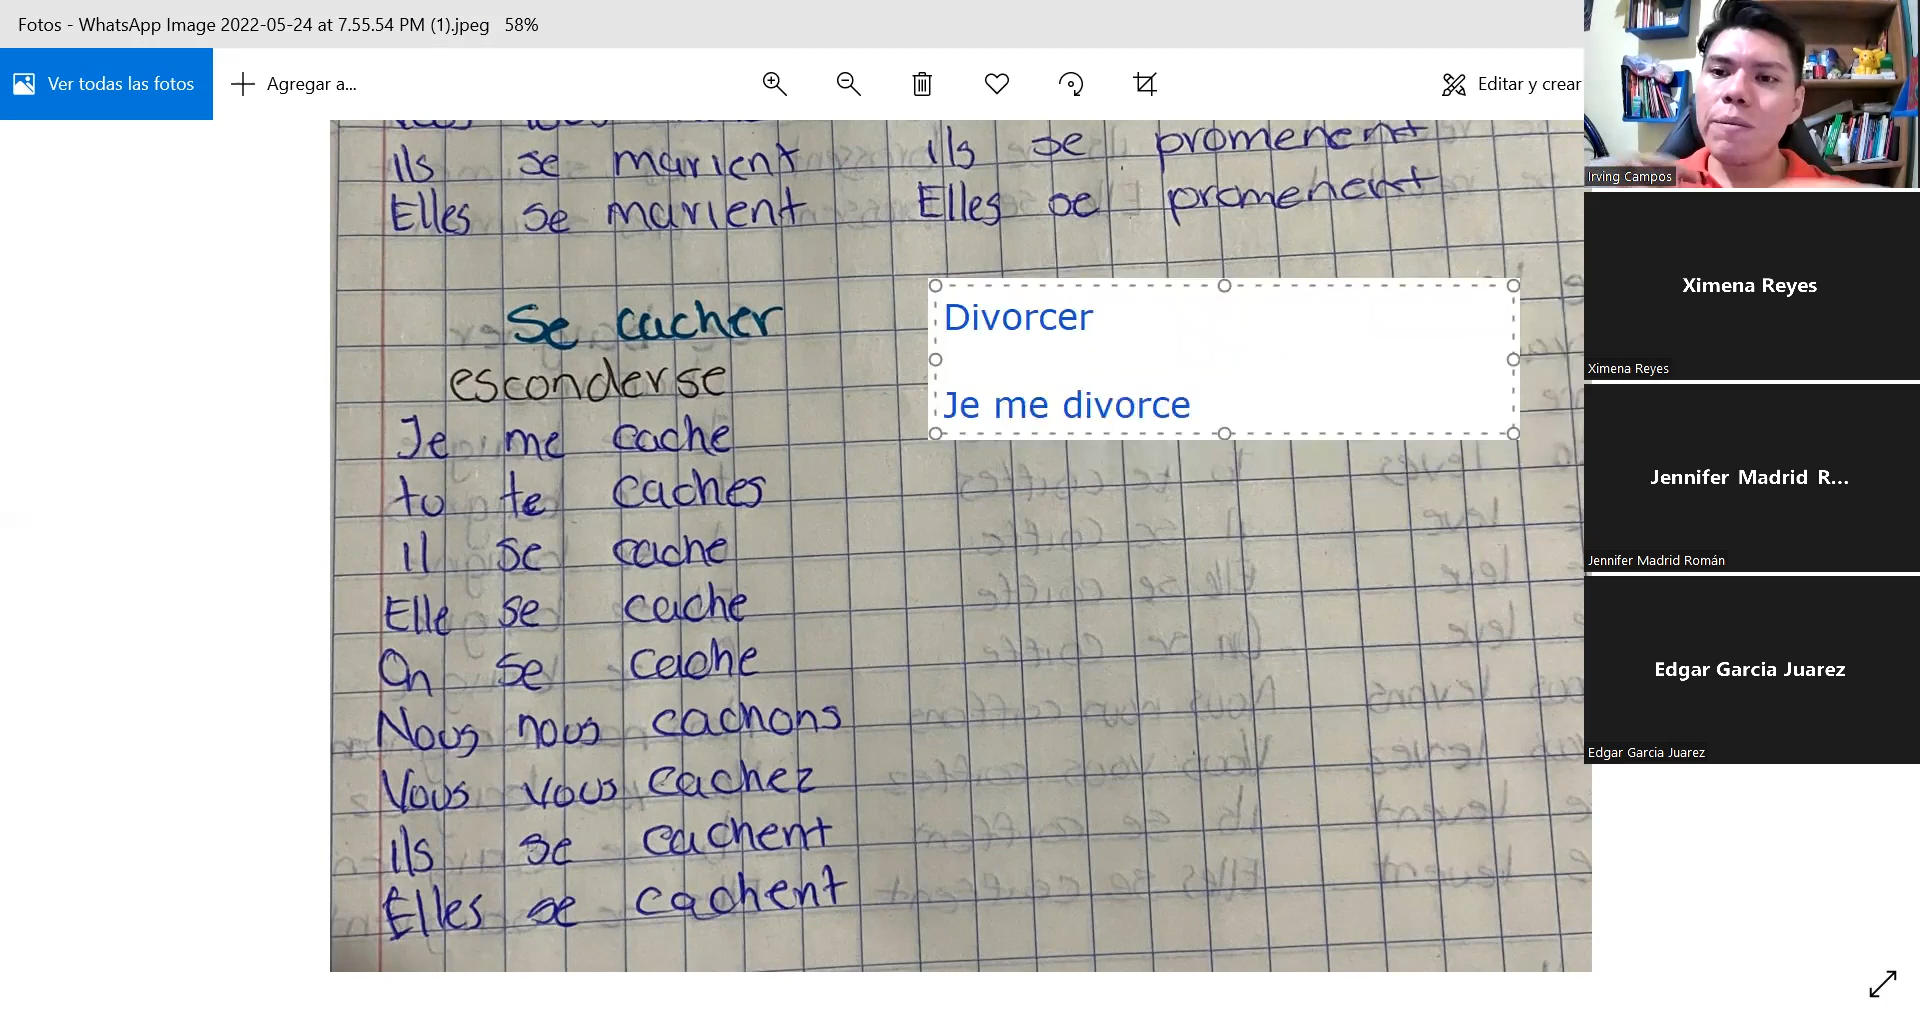 Fotos - WhatsApp Image 2022-05-24 at 7.55.54 PM (1).jpeg 58%
Ver todas las fotos
Agregar a...
Editar y crear
Ils se marient
Elles se marient
Ils se promenent
Elles se promenent
Se cacher
esconderse
Je me cache
tu te caches
Il se cache
Elle se cache
On se cache
Nous nous cachons
Vous vous cachez
ils se cachent
Elles se cachent
Divorcer
Je me divorce
Irving Campos
Ximena Reyes
Ximena Reyes
Jennifer Madrid R...
Jennifer Madrid Román
Edgar Garcia Juarez
Edgar Garcia Juarez